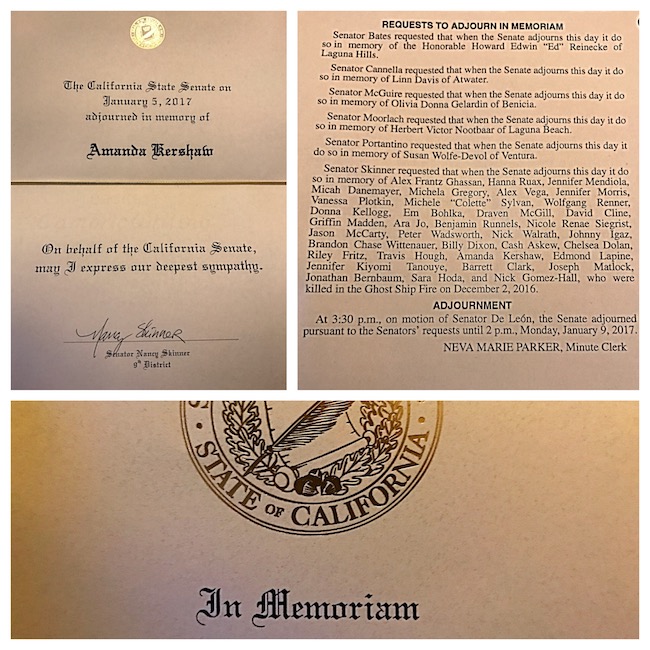 The California State Senate on
January 5, 2017
adjourned in memory of
Amanda Kershaw
On behalf of the California Senate,
may I express our deepest sympathy.
Nancy Skinner
Senator Nancy Skinner
9th District
REQUESTS TO ADJOURN IN MEMORIAM
Senator Bates requested that when the Senate adjourns this day it do
so in memory of the Honorable Howard Edwin "Ed" Reinecke of
Laguna Hills.
Senator Cannella requested that when the Senate adjourns this day it do
so in memory of Linn Davis of Atwater.
Senator McGuire requested that when the Senate adjourns this day it do
so in memory of Olivia Donna Gelardin of Benicia.
Senator Moorlach requested that when the Senate adjourns this day it do
so in memory of Herbert Victor Nootbaar of Laguna Beach.
Senator Portantino requested that when the Senate adjourns this day it
do so in memory of Susan Wolfe-Devol of Ventura.
Senator Skinner requested that when the Senate adjourns this day it do
so in memory of Alex Frantz Ghassan, Hanna Ruax, Jennifer Mendiola,
Micah Danemayer, Michela Gregory, Alex Vega, Jennifer Morris,
Vanessa Plotkin, Michele "Colette" Sylvan, Wolfgang Renner,
Donna Kellogg, Em Bohlka, Draven McGill, David Cline,
Griffin Madden, Ara Jo, Benjamin Runnels, Nicole Renae Siegrist,
Jason McCarty, Peter Wadsworth, Nick Walrath, Johnny Igaz,
Brandon Chase Wittenauer, Billy Dixon, Cash Askew, Chelsea Dolan,
Riley Fritz, Travis Hough, Amanda Kershaw, Edmond Lapine,
Jennifer Kiyomi Tanouye, Barrett Clark, Joseph Matlock,
Jonathan Bernbaum, Sara Hoda, and Nick Gomez-Hall, who were
killed in the Ghost Ship Fire on December 2, 2016.
ADJOURNMENT
At 3:30 p.m., on motion of Senator De León, the Senate adjourned
pursuant to the Senators' requests until 2 p.m., Monday, January 9, 2017.
NEVA MARIE PARKER, Minute Clerk
STATE OF CALIFORNIA
In Memoriam